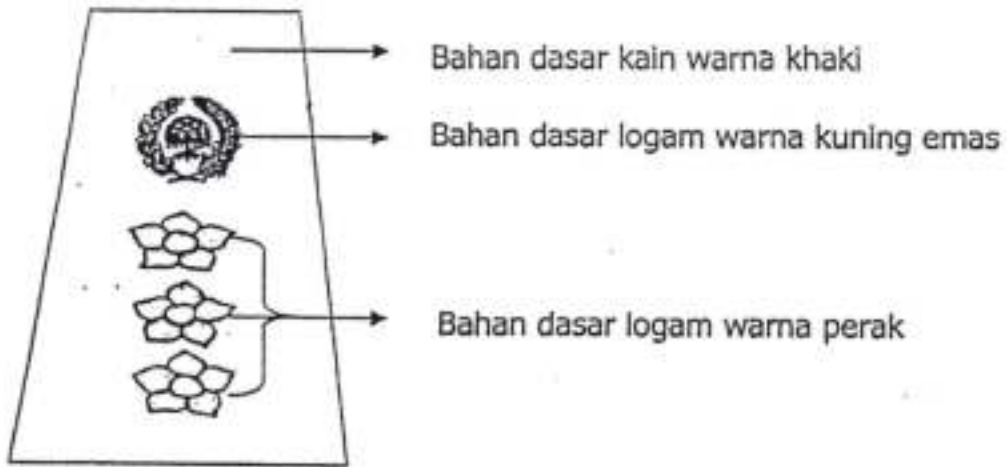 Bahan dasar kain warna khaki
Bahan dasar logam warna kuning emas
Bahan dasar logam warna perak